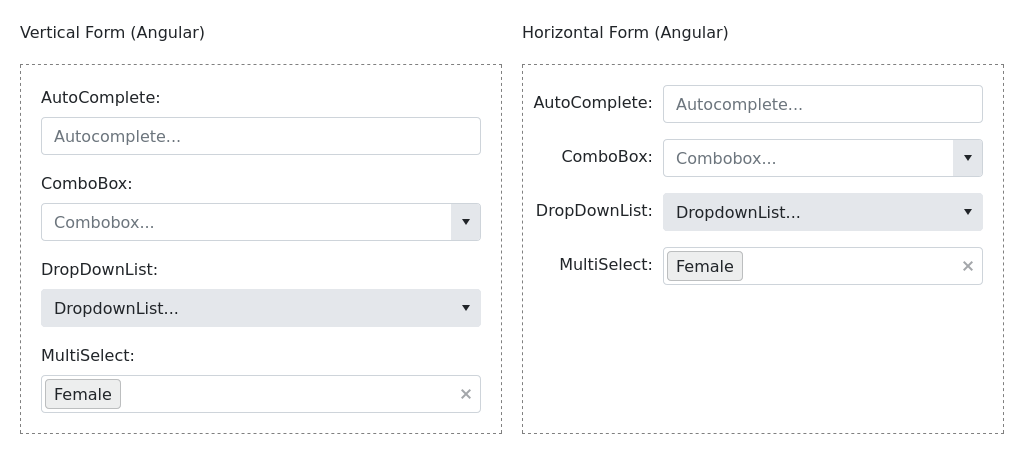 Vertical Form (Angular)
AutoComplete:
Autocomplete...
ComboBox:
Combobox...
DropDownList:
DropdownList...
MultiSelect:
Female
Horizontal Form (Angular)
AutoComplete: Autocomplete...
ComboBox: Combobox...
DropDownList: DropdownList...
MultiSelect: Female